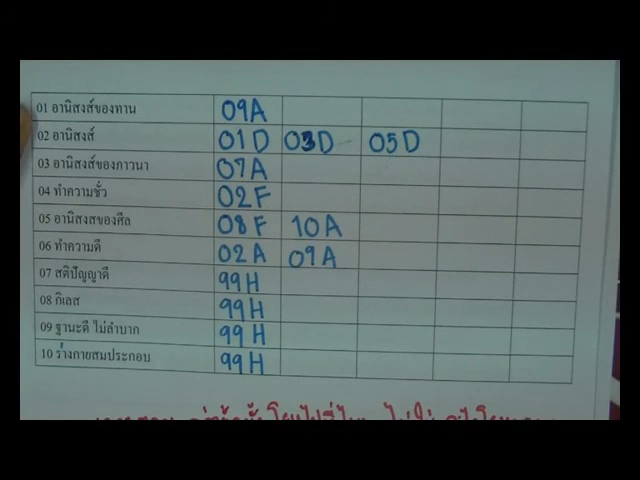 01 อานิสงส์ของทาน 09A
02 อานิสงส์ 01D 03D 05D
03 อานิสงส์ของภาวนา 07A
04 ทำความชั่ว 02F
05 อานิสงสของศีล 08F 10A
06 ทำความดี 02A 09A
07 สติปัญญาดี 99H
08 กิเลส 99H
09 ฐานะดี ไม่ลำบาก 99H
10 ร่างกายสมประกอบ 99H